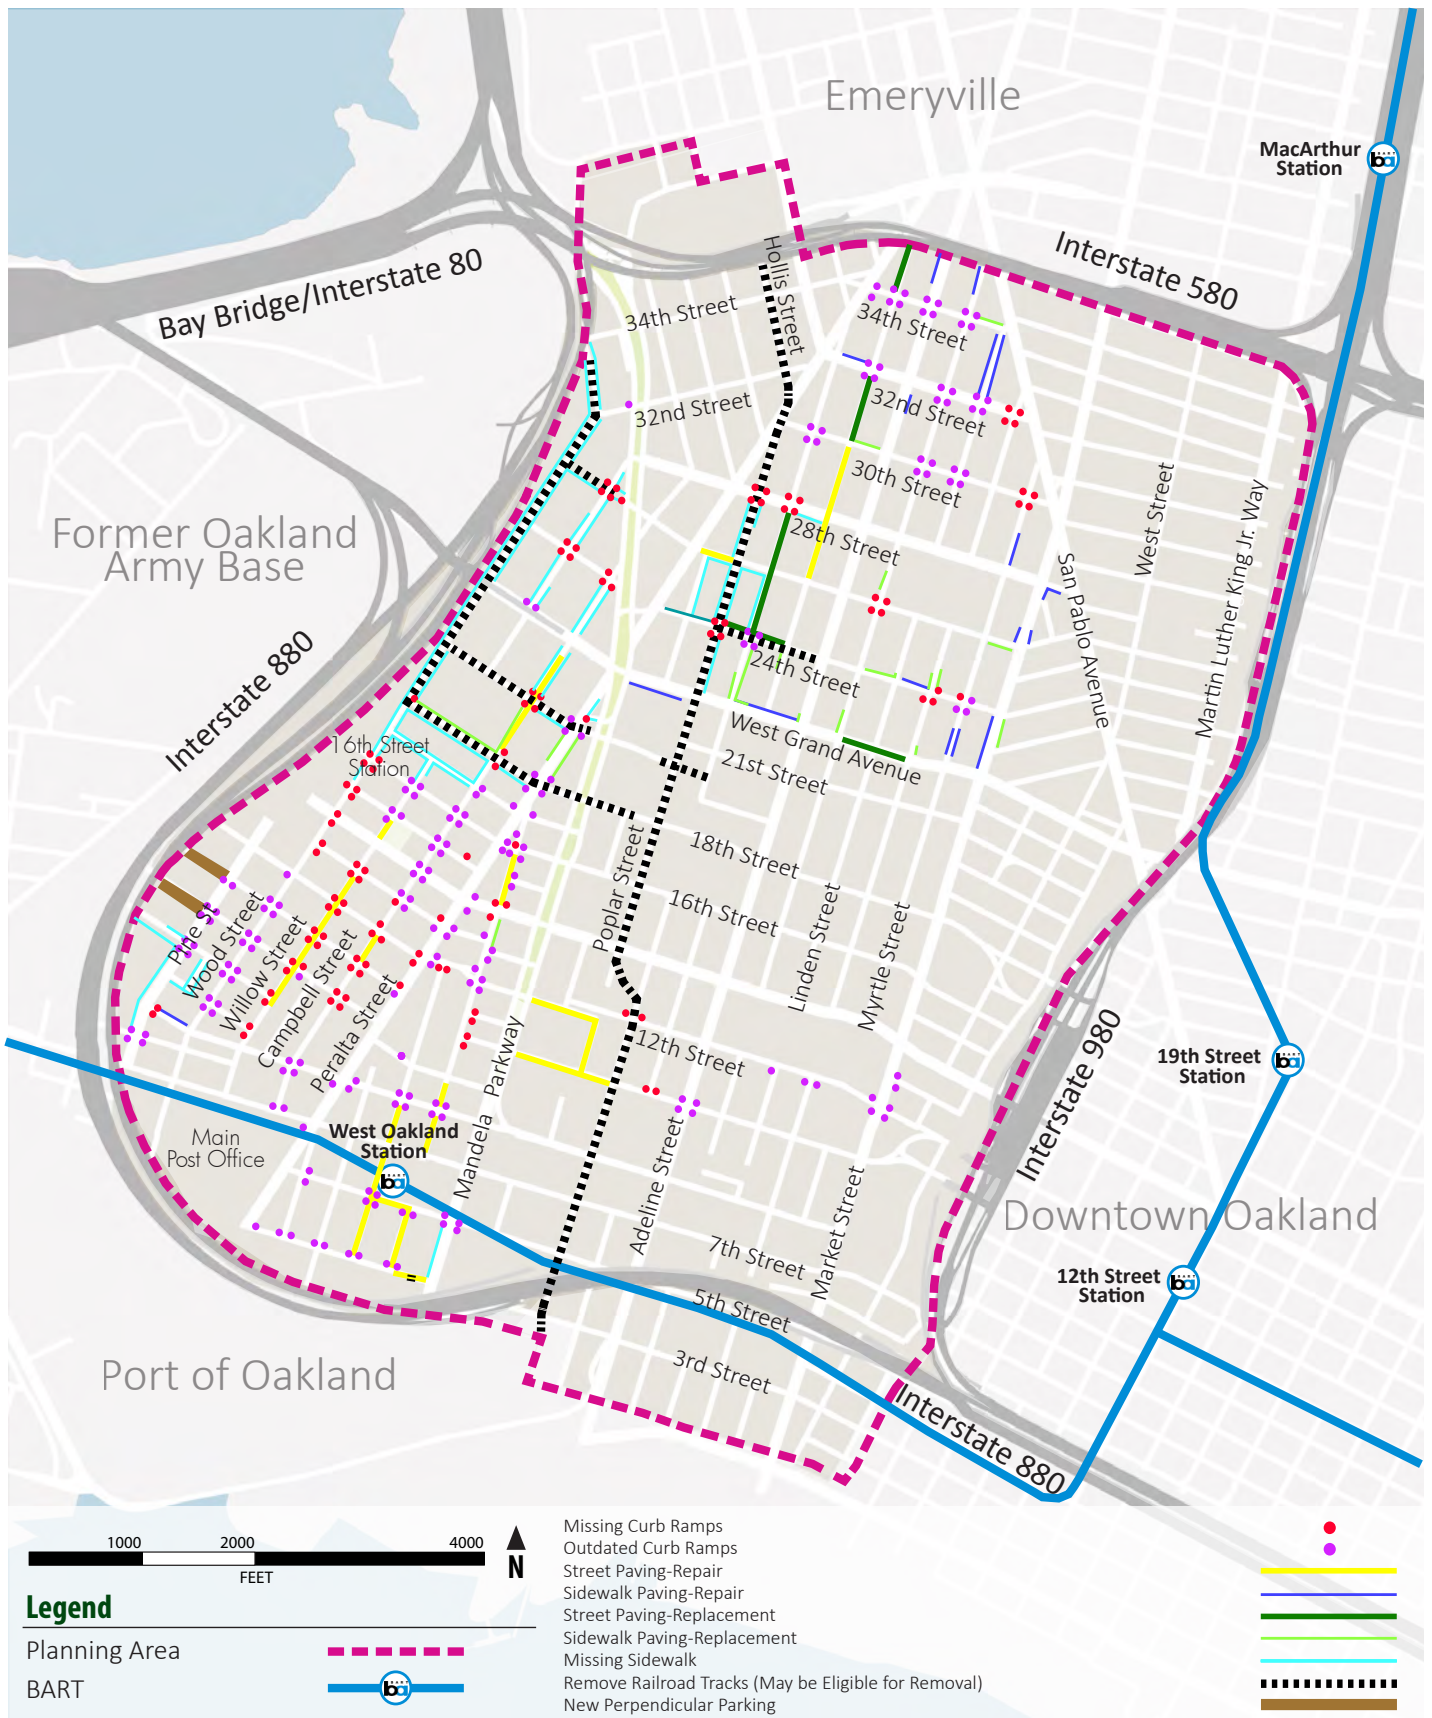 Emeryville
MacArthur
Station
Interstate 580
Bay Bridge/Interstate 80
Hollis Street
34th Street
34th Street
32nd Street
32nd Street
30th Street
28th Street
West Street
Martin Luther King Jr. Way
San Pablo Avenue
Former Oakland
Army Base
Interstate 880
24th Street
West Grand Avenue
21st Street
16th Street
Station
18th Street
16th Street
Poplar Street
Linden Street
Myrtle Street
Pine St
Wood Street
Willow Street
Campbell Street
Peralta Street
Mandela Parkway
12th Street
Interstate 980
19th Street
Station
Main
Post Office
West Oakland
Station
Adeline Street
Market Street
7th Street
5th Street
3rd Street
Downtown Oakland
12th Street
Station
Port of Oakland
Interstate 880
1000
2000
4000
FEET
N
Legend
Planning Area
BART
Missing Curb Ramps
Outdated Curb Ramps
Street Paving-Repair
Sidewalk Paving-Repair
Street Paving-Replacement
Sidewalk Paving-Replacement
Missing Sidewalk
Remove Railroad Tracks (May be Eligible for Removal)
New Perpendicular Parking